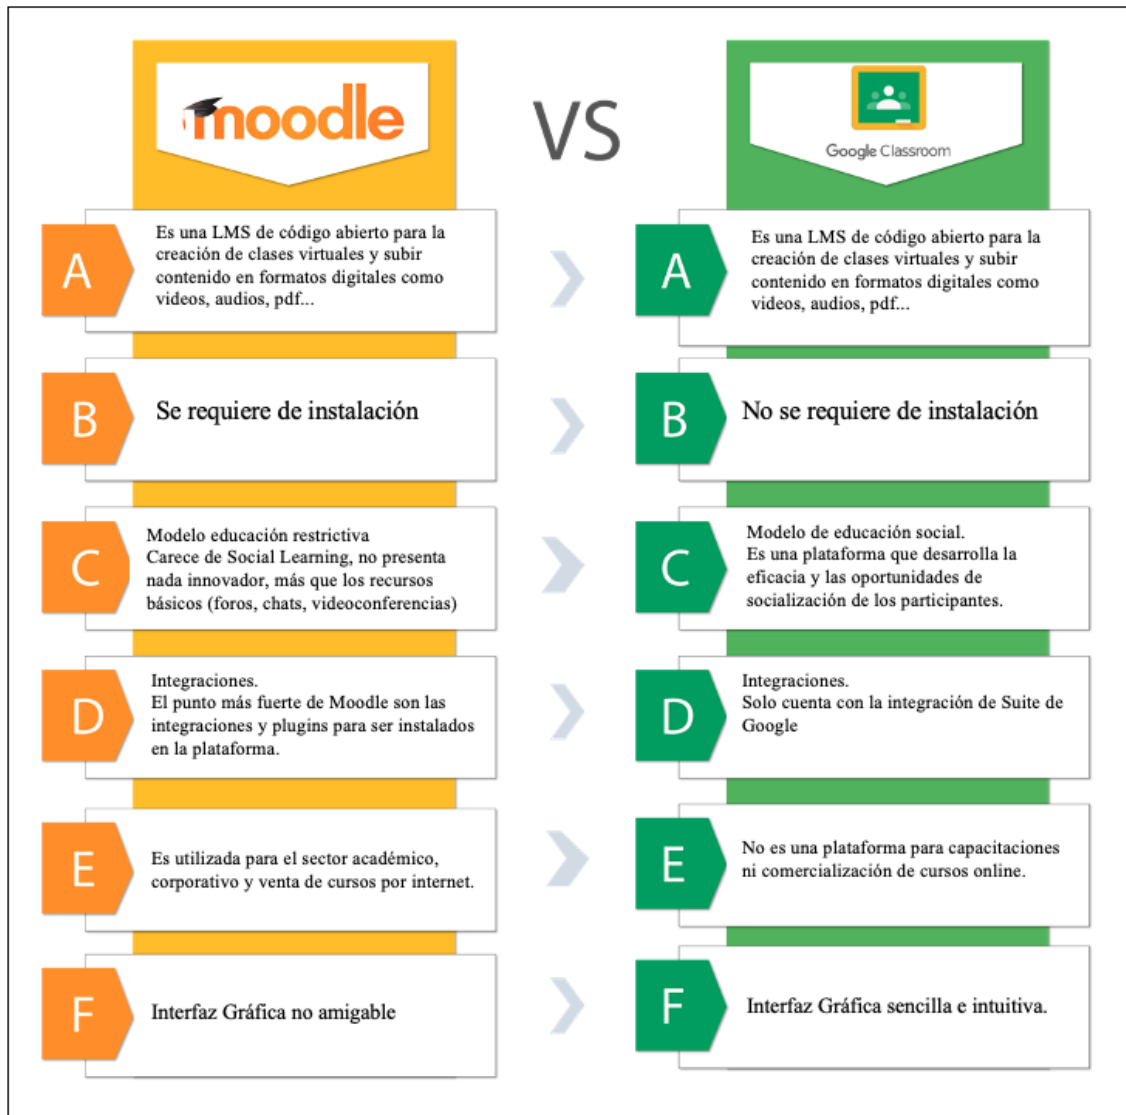 moodle
VS
Google Classroom
A
Es una LMS de código abierto para la
creación de clases virtuales y subir
contenido en formatos digitales como
videos, audios, pdf...
A
Es una LMS de código abierto para la
creación de clases virtuales y subir
contenido en formatos digitales como
videos, audios, pdf...
B
Se requiere de instalación
B
No se requiere de instalación
C
Modelo educación restrictiva
Carece de Social Learning, no presenta
nada innovador, más que los recursos
básicos (foros, chats, videoconferencias)
C
Modelo de educación social.
Es una plataforma que desarrolla la
eficacia y las oportunidades de
socialización de los participantes.
D
Integraciones.
El punto más fuerte de Moodle son las
integraciones y plugins para ser instalados
en la plataforma.
D
Integraciones.
Solo cuenta con la integración de Suite de
Google
E
Es utilizada para el sector académico,
corporativo y venta de cursos por internet.
E
No es una plataforma para capacitaciones
ni comercialización de cursos online.
F
Interfaz Gráfica no amigable
F
Interfaz Gráfica sencilla e intuitiva.